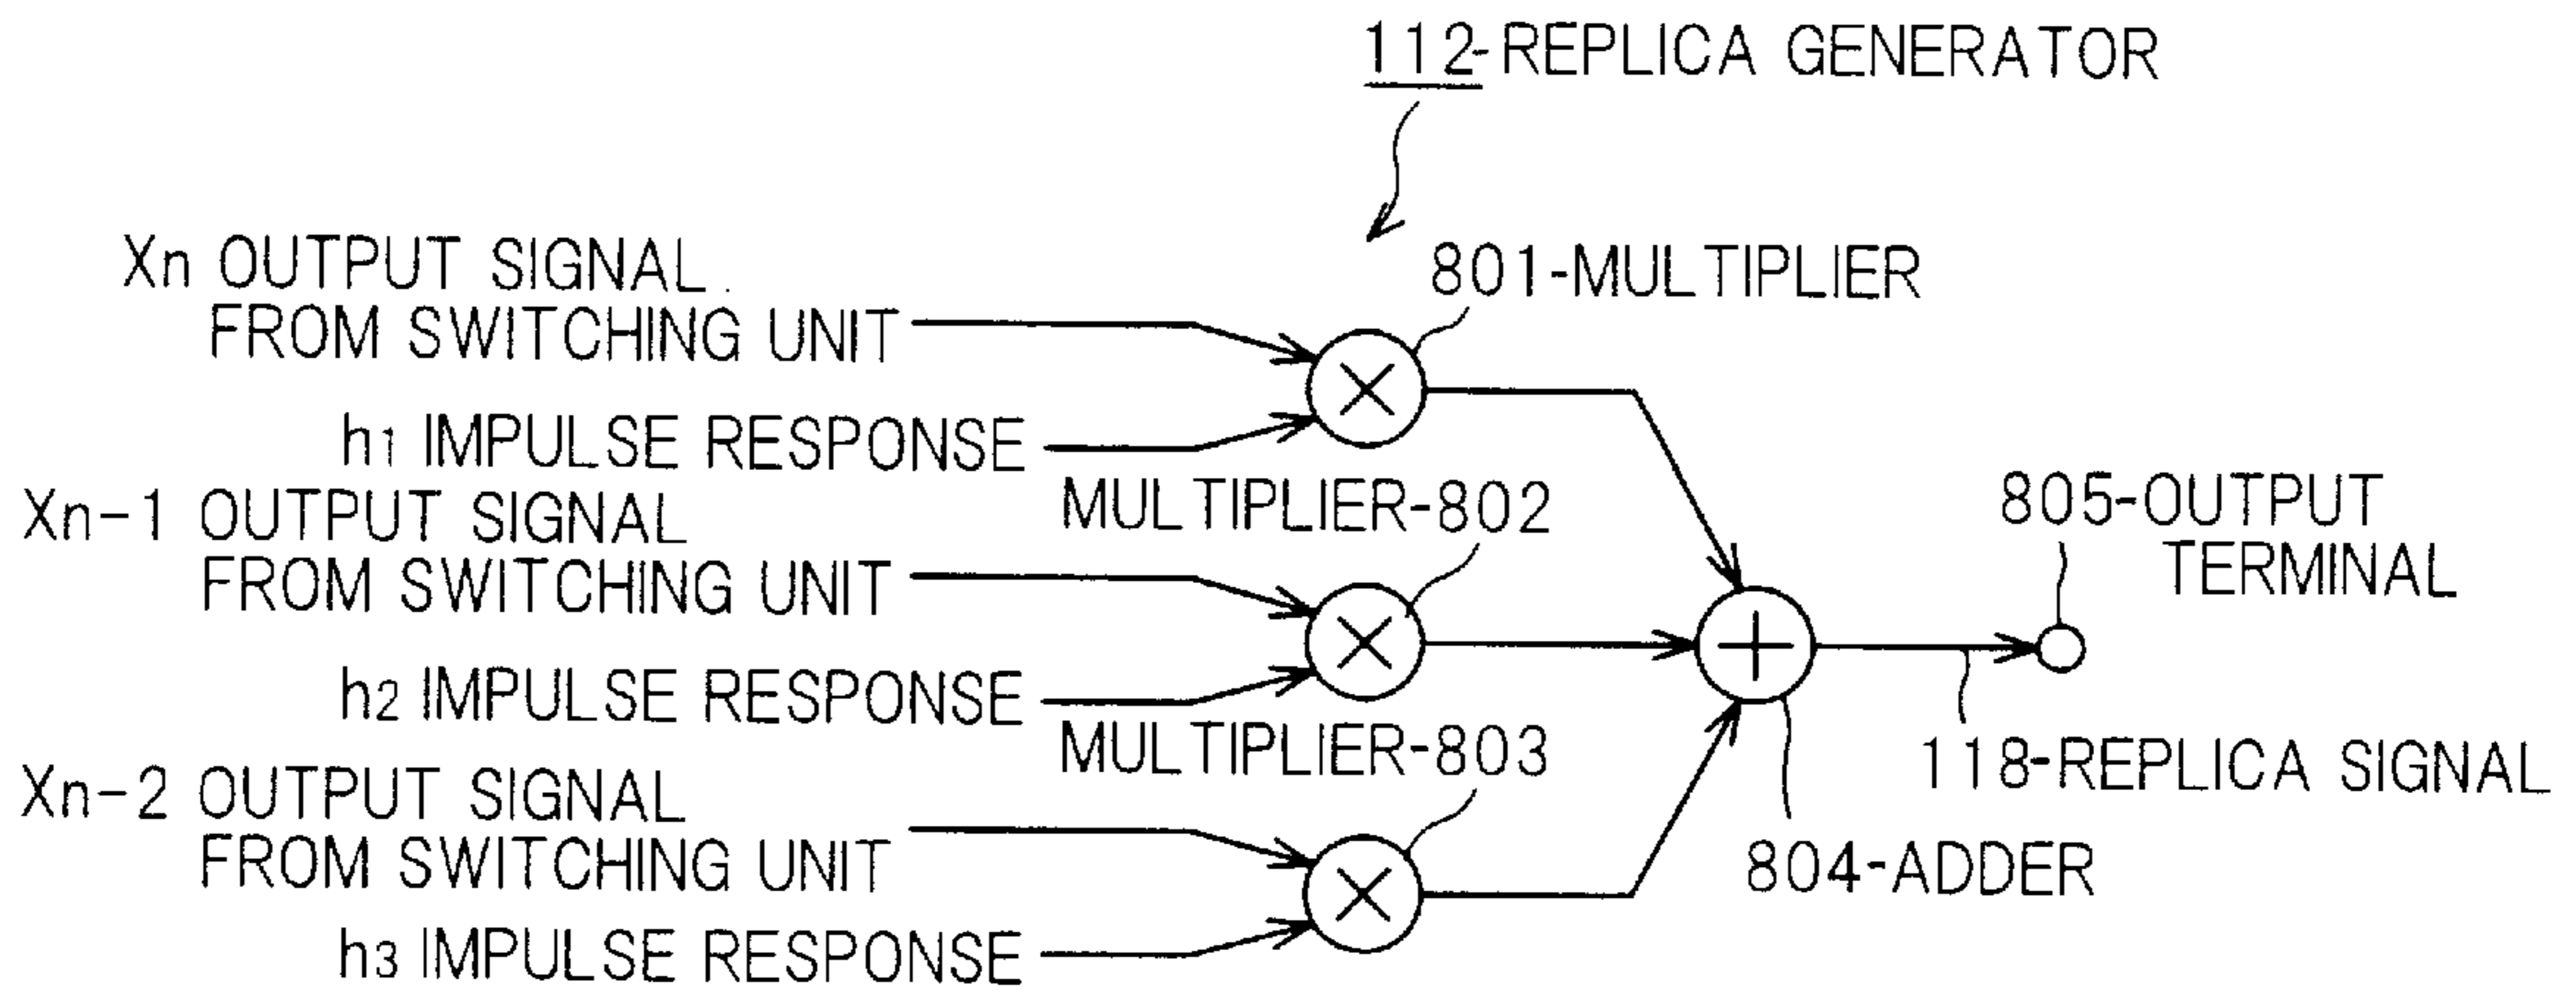 112-REPLICA GENERATOR
Xn OUTPUT SIGNAL
FROM SWITCHING UNIT
801-MULTIPLIER
h1 IMPULSE RESPONSE
Xn-1 OUTPUT SIGNAL
FROM SWITCHING UNIT
MULTIPLIER-802
805-OUTPUT
TERMINAL
h2 IMPULSE RESPONSE
MULTIPLIER-803
118-REPLICA SIGNAL
Xn-2 OUTPUT SIGNAL
FROM SWITCHING UNIT
804-ADDER
h3 IMPULSE RESPONSE